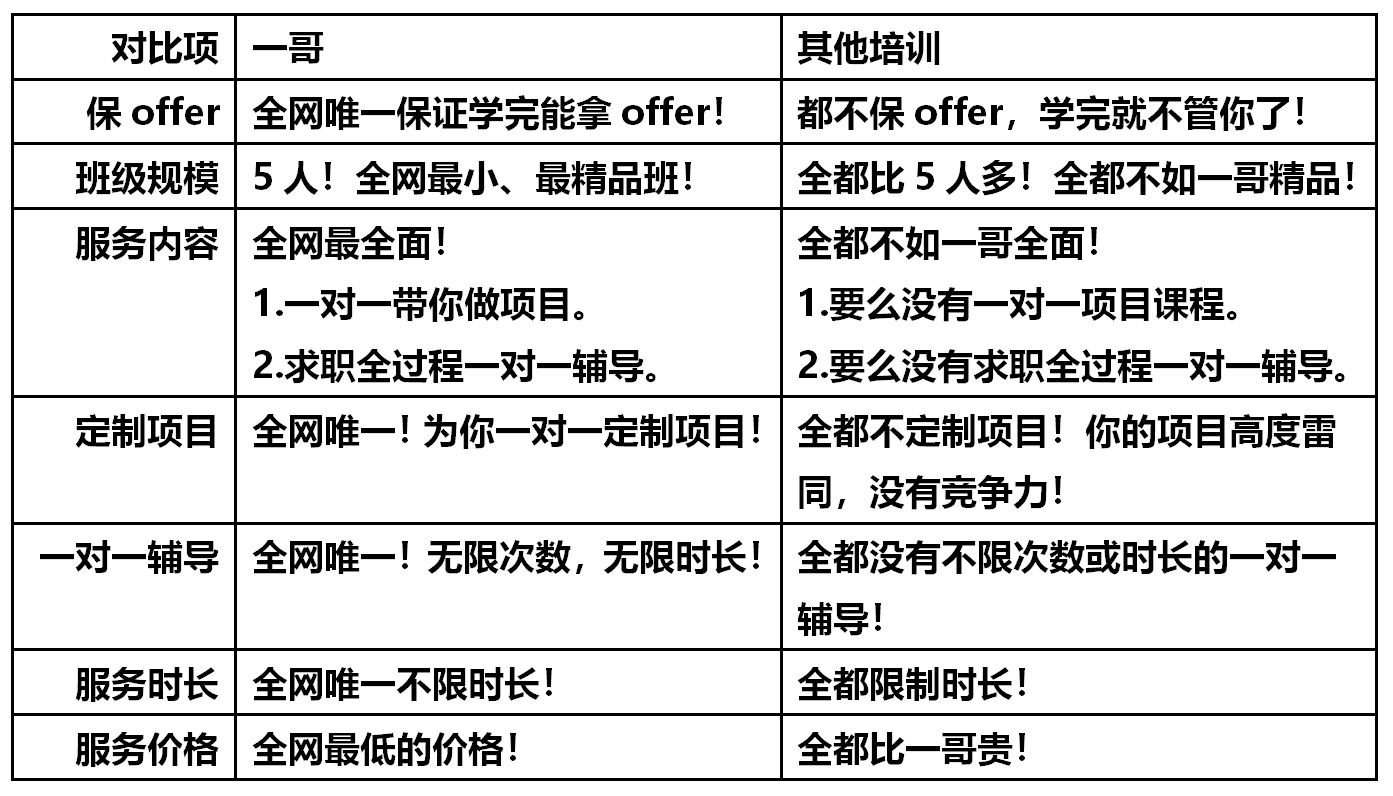 对比项 一哥 其他培训
保 offer 全网唯一保证学完能拿 offer！ 都不保 offer，学完就不管你了！
班级规模 5 人！全网最小、最精品班！ 全都比 5 人多！全都不如一哥精品！
服务内容 全网最全面！ 全都不如一哥全面！
1.一对一带你做项目。 1.要么没有一对一项目课程。
2.求职全过程一对一辅导。 2.要么没有求职全过程一对一辅导。
定制项目 全网唯一！为你一对一定制项目！ 全都不定制项目！你的项目高度雷
同，没有竞争力！
一对一辅导 全网唯一！无限次数，无限时长！ 全都没有不限次数或时长的一对一
辅导！
服务时长 全网唯一不限时长！ 全都限制时长！
服务价格 全网最低的价格！ 全都比一哥贵！